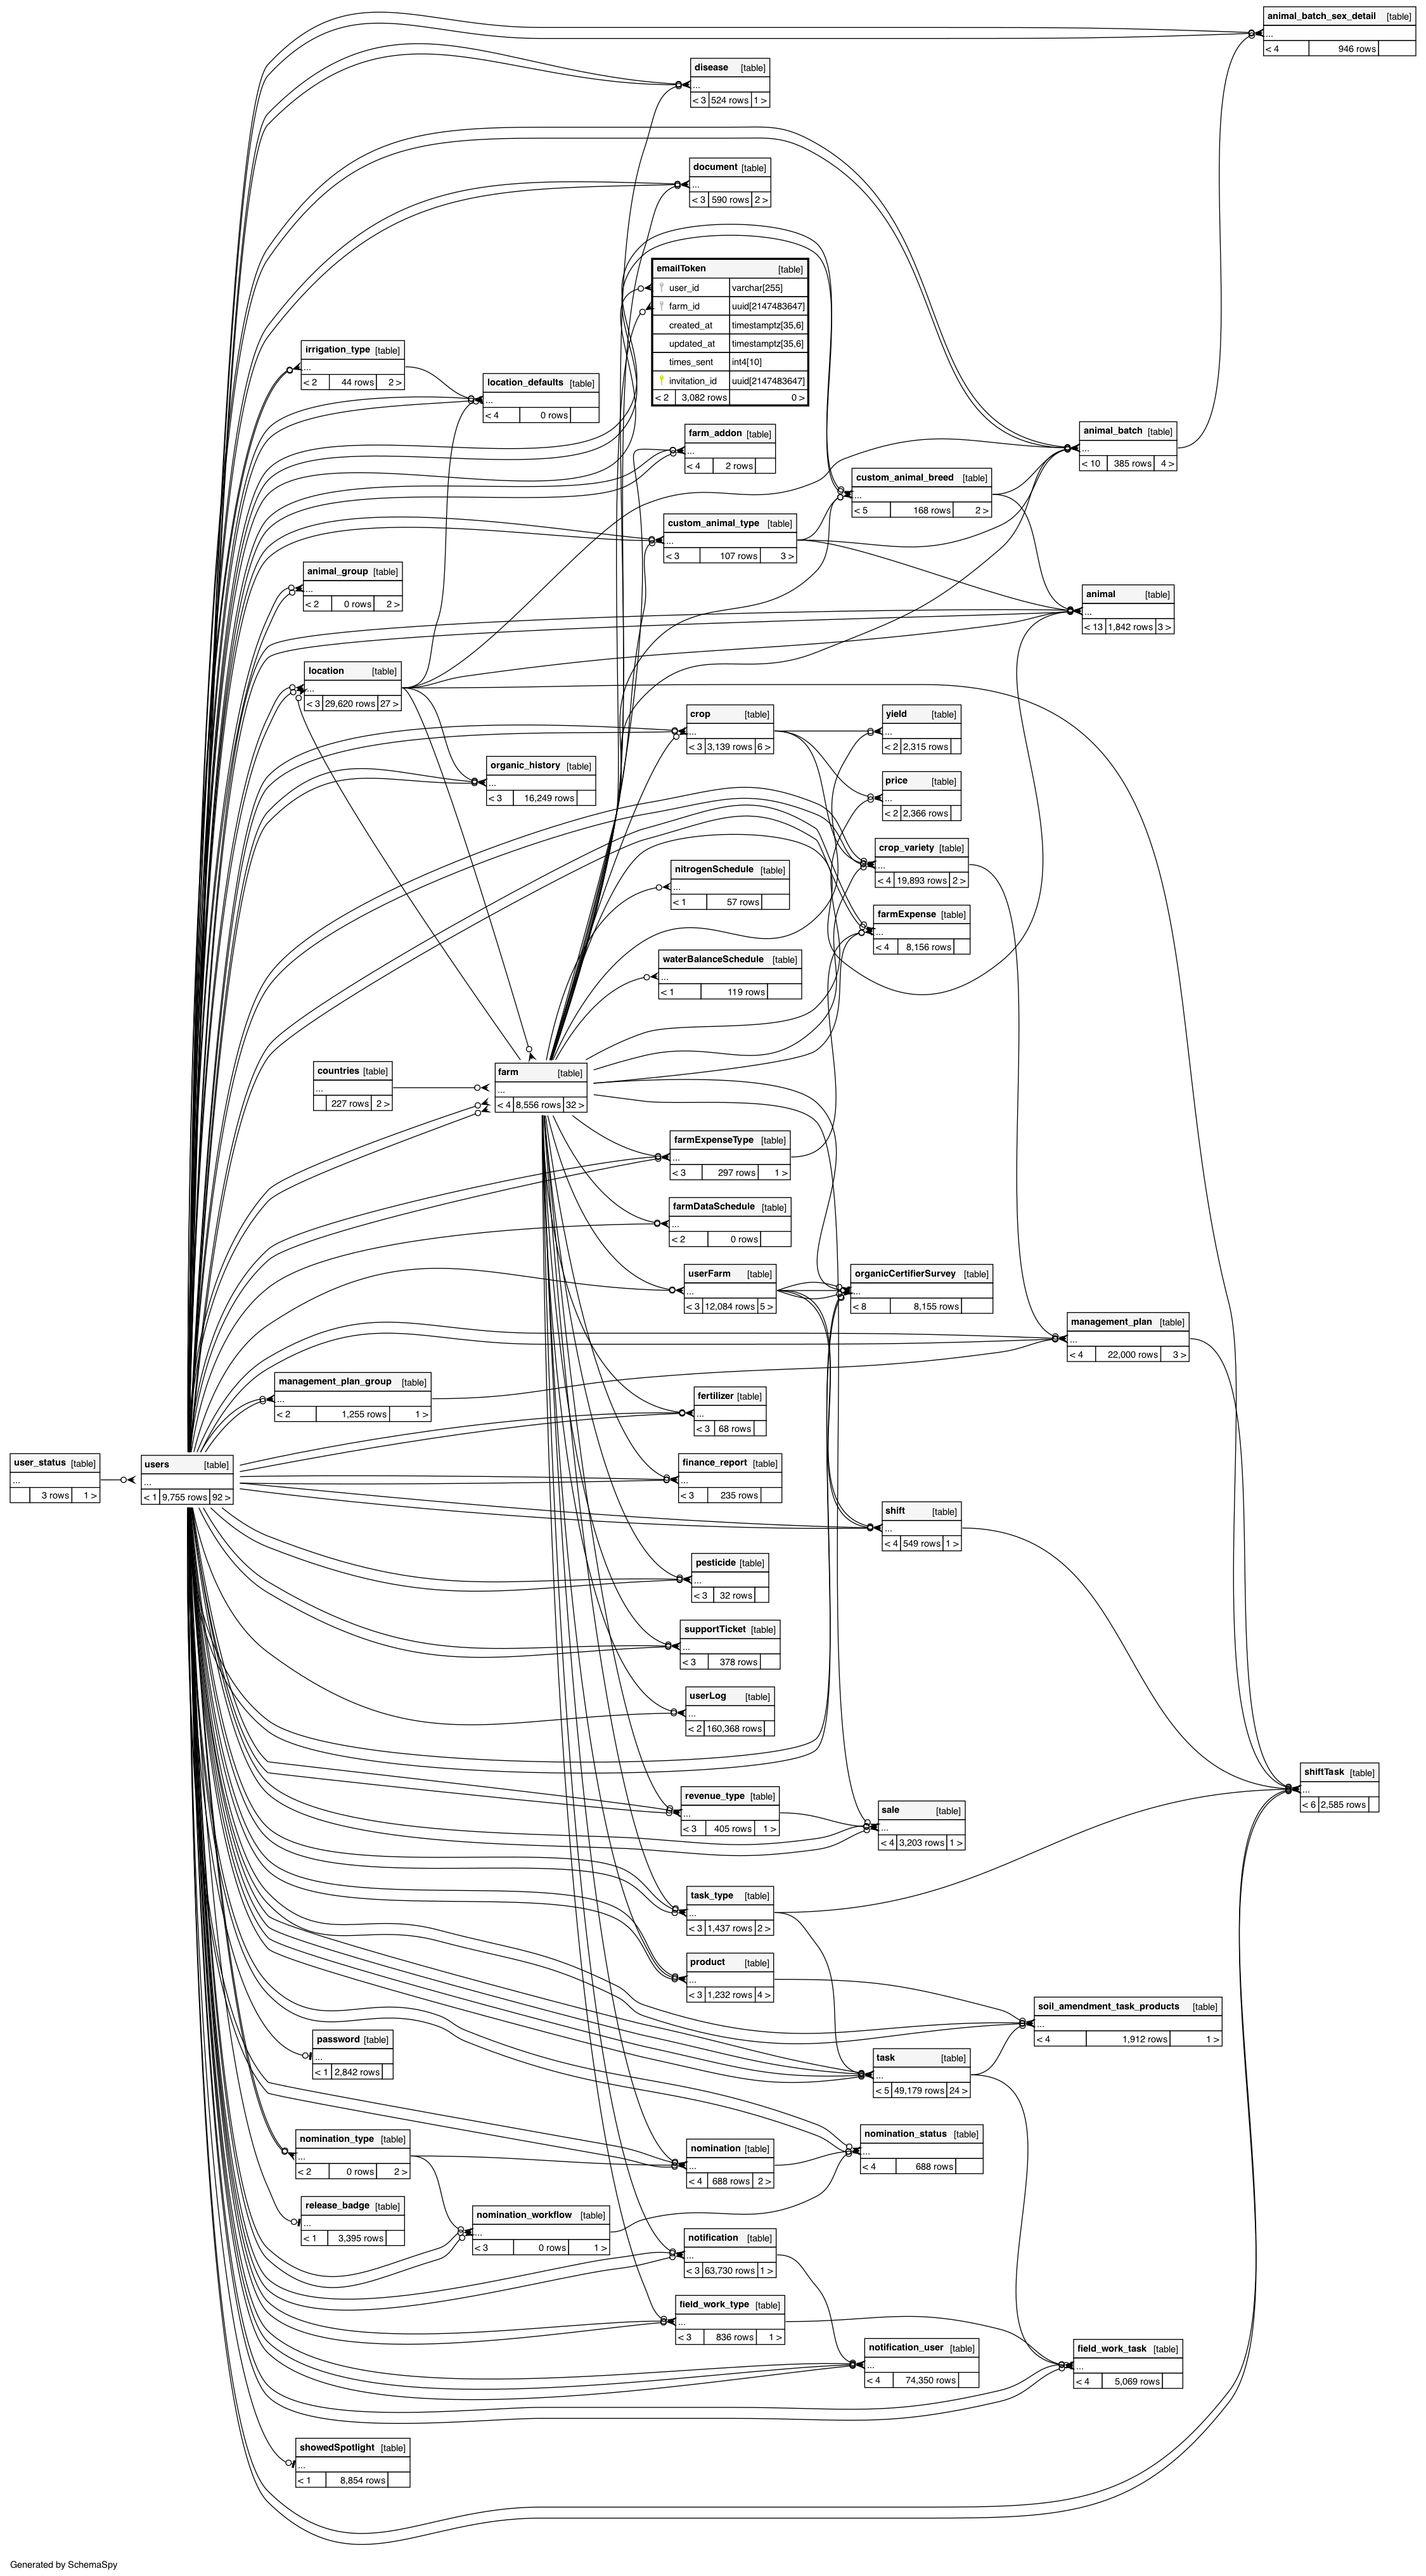 animal_batch_sex_detail [table]
...
< 4 946 rows
disease [table]
...
< 3 524 rows 1 >
document [table]
...
< 3 590 rows 2 >
emailToken [table]
user_id varchar[255]
farm_id uuid[2147483647]
created_at timestamptz[35,6]
updated_at timestamptz[35,6]
times_sent int4[10]
invitation_id uuid[2147483647]
< 2 3,082 rows 0 >
irrigation_type [table]
...
< 2 44 rows 2 >
location_defaults [table]
...
< 4 0 rows
farm_addon [table]
...
< 4 2 rows
animal_batch [table]
...
< 10 385 rows 4 >
custom_animal_breed [table]
...
< 5 168 rows 2 >
custom_animal_type [table]
...
< 3 107 rows 3 >
animal_group [table]
...
< 2 0 rows 2 >
animal [table]
...
< 13 1,842 rows 3 >
location [table]
...
< 3 29,620 rows 27 >
crop [table]
...
< 3 3,139 rows 6 >
yield [table]
...
< 2 2,315 rows
organic_history [table]
...
< 3 16,249 rows
price [table]
...
< 2 2,366 rows
crop_variety [table]
...
< 4 19,893 rows 2 >
nitrogenSchedule [table]
...
< 1 57 rows
farmExpense [table]
...
< 4 8,156 rows
waterBalanceSchedule [table]
...
< 1 119 rows
countries [table]
...
227 rows 2 >
farm [table]
...
< 4 8,556 rows 32 >
farmExpenseType [table]
...
< 3 297 rows 1 >
farmDataSchedule [table]
...
< 2 0 rows
userFarm [table]
...
< 3 12,084 rows 5 >
organicCertifierSurvey [table]
...
< 8 8,155 rows
management_plan [table]
...
< 4 22,000 rows 3 >
management_plan_group [table]
...
< 2 1,255 rows 1 >
fertilizer [table]
...
< 3 68 rows
user_status [table]
...
3 rows 1 >
users [table]
...
< 1 9,755 rows 92 >
finance_report [table]
...
< 3 235 rows
shift [table]
...
< 4 549 rows 1 >
pesticide [table]
...
< 3 32 rows
supportTicket [table]
...
< 3 378 rows
userLog [table]
...
< 2 160,368 rows
shiftTask [table]
...
< 6 2,585 rows
revenue_type [table]
...
< 3 405 rows 1 >
sale [table]
...
< 4 3,203 rows 1 >
task_type [table]
...
< 3 1,437 rows 2 >
product [table]
...
< 3 1,232 rows 4 >
soil_amendment_task_products [table]
...
< 4 1,912 rows 1 >
password [table]
...
< 1 2,842 rows
task [table]
...
< 5 49,179 rows 24 >
nomination_type [table]
...
< 2 0 rows 2 >
nomination [table]
...
< 4 688 rows 2 >
nomination_status [table]
...
< 4 688 rows
release_badge [table]
...
< 1 3,395 rows
nomination_workflow [table]
...
< 3 0 rows 1 >
notification [table]
...
< 3 63,730 rows 1 >
field_work_type [table]
...
< 3 836 rows 1 >
notification_user [table]
...
< 4 74,350 rows
field_work_task [table]
...
< 4 5,069 rows
showedSpotlight [table]
...
< 1 8,854 rows
Generated by SchemaSpy